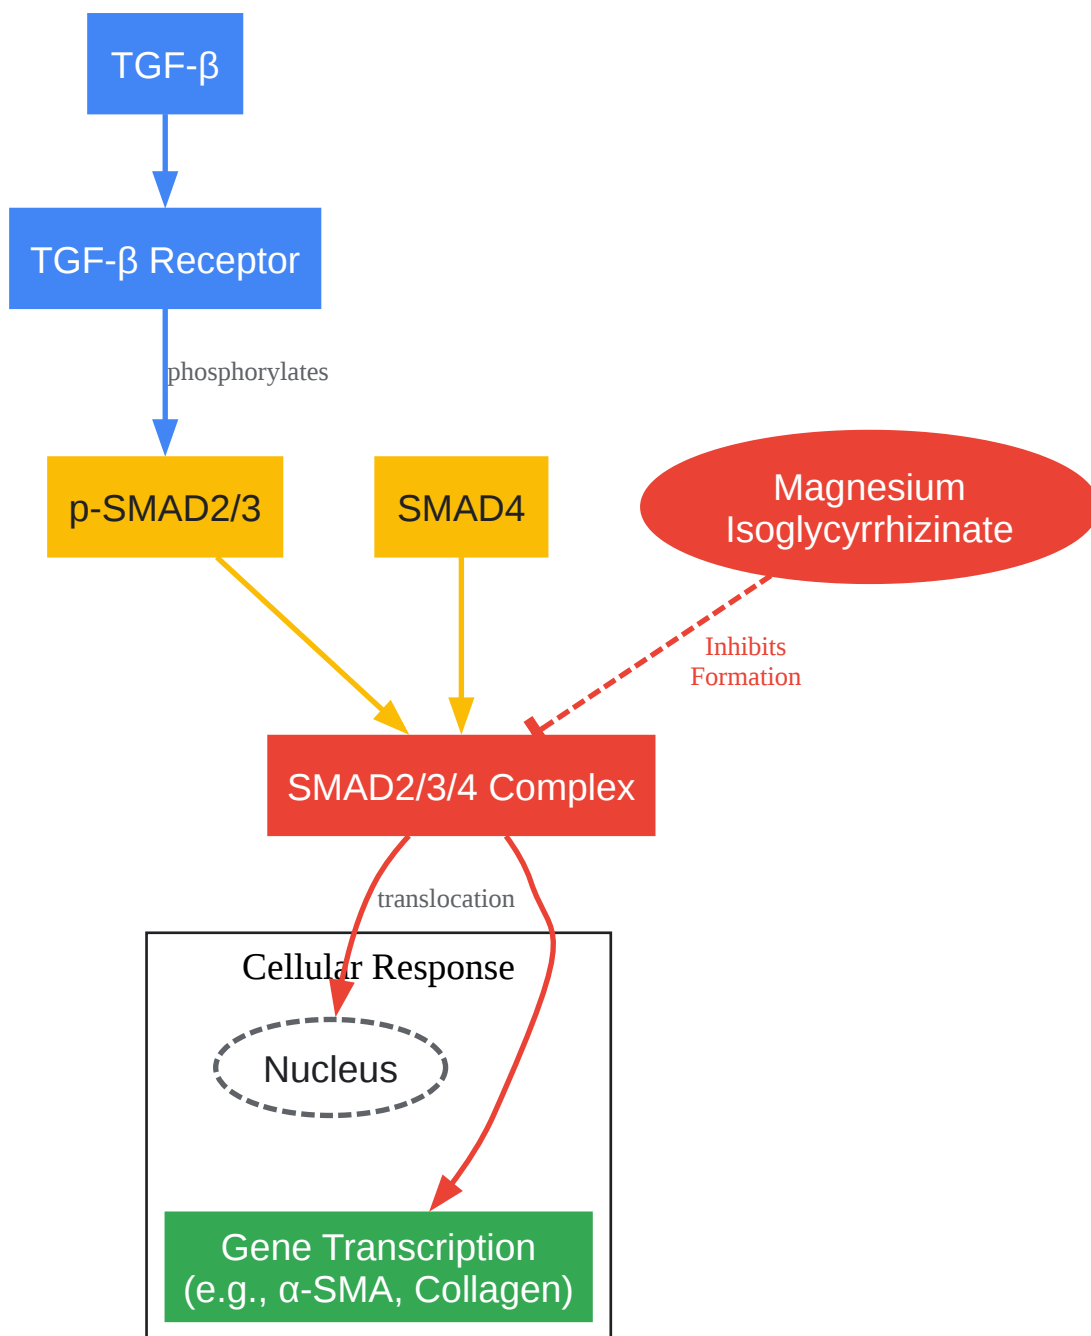 TGF-β
TGF-β Receptor
phosphorylates
p-SMAD2/3
SMAD4
Magnesium
Isoglycyrrhizinate
Inhibits
Formation
SMAD2/3/4 Complex
translocation
Cellular Response
Nucleus
Gene Transcription
(e.g., α-SMA, Collagen)